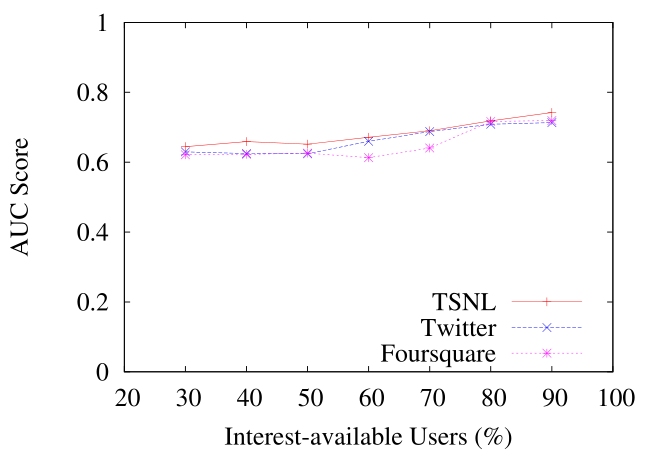 1
0.8
0.6
0.4
0.2
0
AUC Score
TSNL
Twitter
Foursquare
20 30 40 50 60 70 80 90 100
Interest-available Users (%)